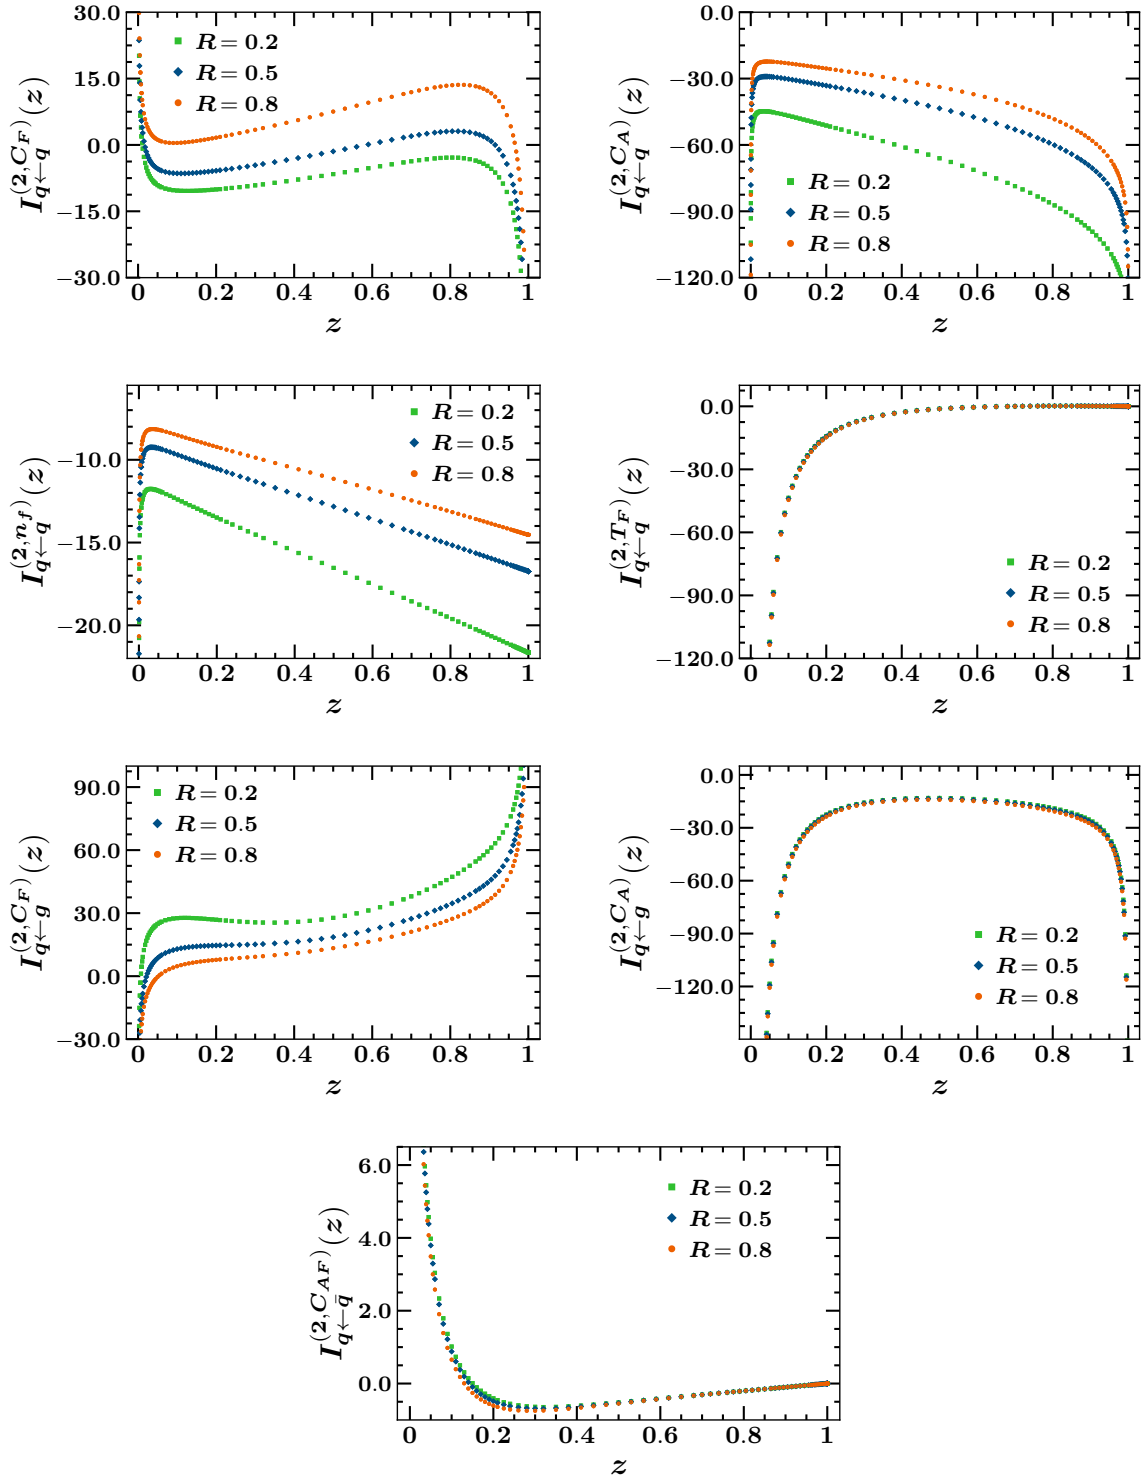 I_{q←q}^{(2,C_F)}(z)
30.0
15.0
0.0
−15.0
−30.0
R = 0.2
R = 0.5
R = 0.8
0 0.2 0.4 0.6 0.8 1
z
I_{q←q}^{(2,C_A)}(z)
0.0
−30.0
−60.0
−90.0
−120.0
R = 0.2
R = 0.5
R = 0.8
0 0.2 0.4 0.6 0.8 1
z
I_{q←q}^{(2,n_f)}(z)
−10.0
−15.0
−20.0
R = 0.2
R = 0.5
R = 0.8
0 0.2 0.4 0.6 0.8 1
z
I_{q←q}^{(2,T_F)}(z)
0.0
−30.0
−60.0
−90.0
−120.0
R = 0.2
R = 0.5
R = 0.8
0 0.2 0.4 0.6 0.8 1
z
I_{q←g}^{(2,C_F)}(z)
90.0
60.0
30.0
0.0
−30.0
R = 0.2
R = 0.5
R = 0.8
0 0.2 0.4 0.6 0.8 1
z
I_{q←g}^{(2,C_A)}(z)
0.0
−30.0
−60.0
−90.0
−120.0
R = 0.2
R = 0.5
R = 0.8
0 0.2 0.4 0.6 0.8 1
z
I_{q←q̄}^{(2,C_{AF})}(z)
6.0
4.0
2.0
0.0
R = 0.2
R = 0.5
R = 0.8
0 0.2 0.4 0.6 0.8 1
z